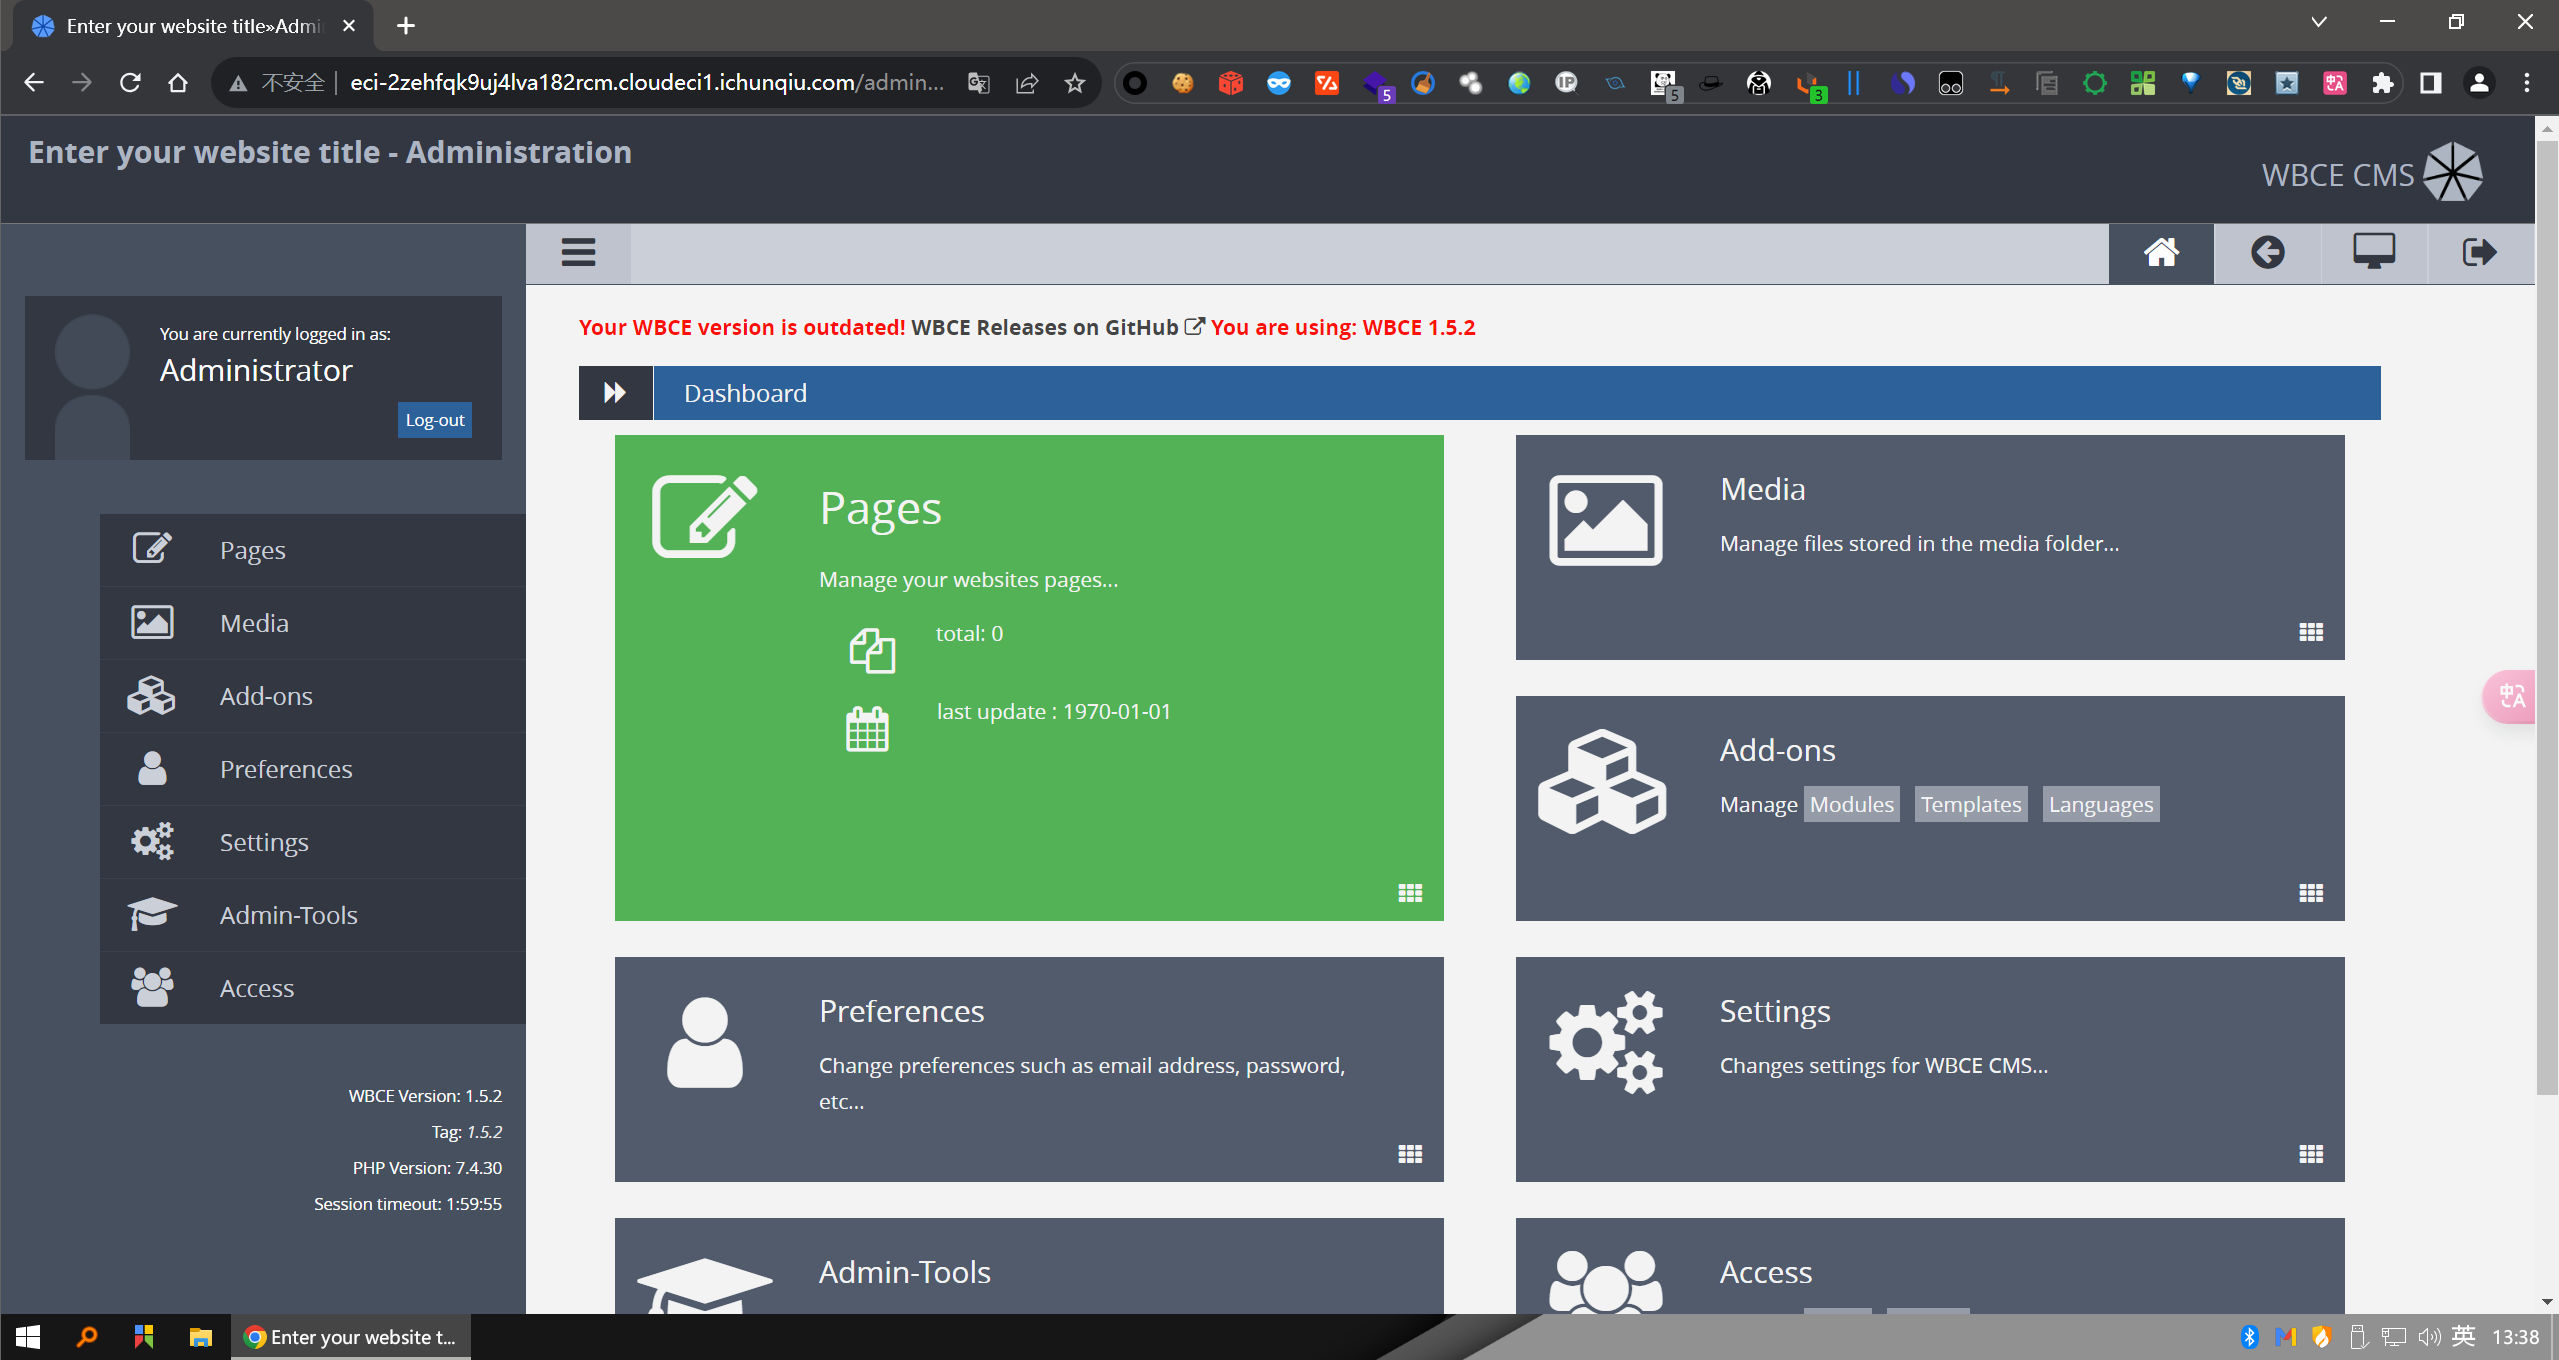 Enter your website title»Admi
不安全
eci-2zehfqk9uj4lva182rcm.cloudeci1.ichunqiu.com/admin...
5
5
3
Enter your website title - Administration
WBCE CMS
You are currently logged in as:
Administrator
Log-out
Pages
Media
Add-ons
Preferences
Settings
Admin-Tools
Access
WBCE Version: 1.5.2
Tag: 1.5.2
PHP Version: 7.4.30
Session timeout: 1:59:55
Your WBCE version is outdated! WBCE Releases on GitHub You are using: WBCE 1.5.2
Dashboard
Pages
Manage your websites pages...
total: 0
last update : 1970-01-01
Media
Manage files stored in the media folder...
Add-ons
Manage Modules Templates Languages
Preferences
Change preferences such as email address, password,
etc...
Settings
Changes settings for WBCE CMS...
Admin-Tools
Access
中A
Enter your website t...
英
13:38